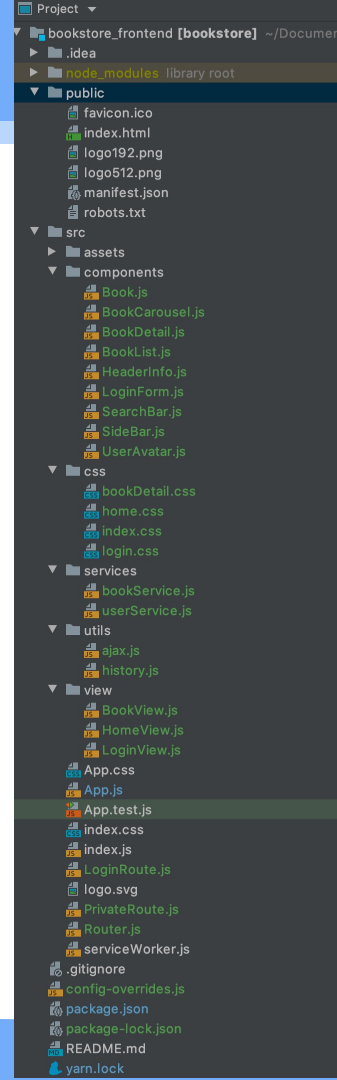 Project
bookstore_frontend [bookstore] ~/Documen
.idea
node_modules library root
public
favicon.ico
index.html
logo192.png
logo512.png
manifest.json
robots.txt
src
assets
components
Book.js
BookCarousel.js
BookDetail.js
BookList.js
HeaderInfo.js
LoginForm.js
SearchBar.js
SideBar.js
UserAvatar.js
css
bookDetail.css
home.css
index.css
login.css
services
bookService.js
userService.js
utils
ajax.js
history.js
view
BookView.js
HomeView.js
LoginView.js
App.css
App.js
App.test.js
index.css
index.js
LoginRoute.js
logo.svg
PrivateRoute.js
Router.js
serviceWorker.js
.gitignore
config-overrides.js
package.json
package-lock.json
README.md
yarn.lock